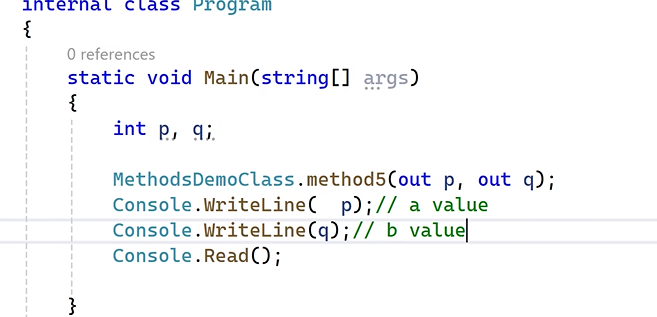 internal class Program
{
0 references
static void Main(string[] args)
{
int p, q;
MethodsDemoClass.method5(out p, out q);
Console.WriteLine(  p);// a value
Console.WriteLine(q);// b value
Console.Read();
}